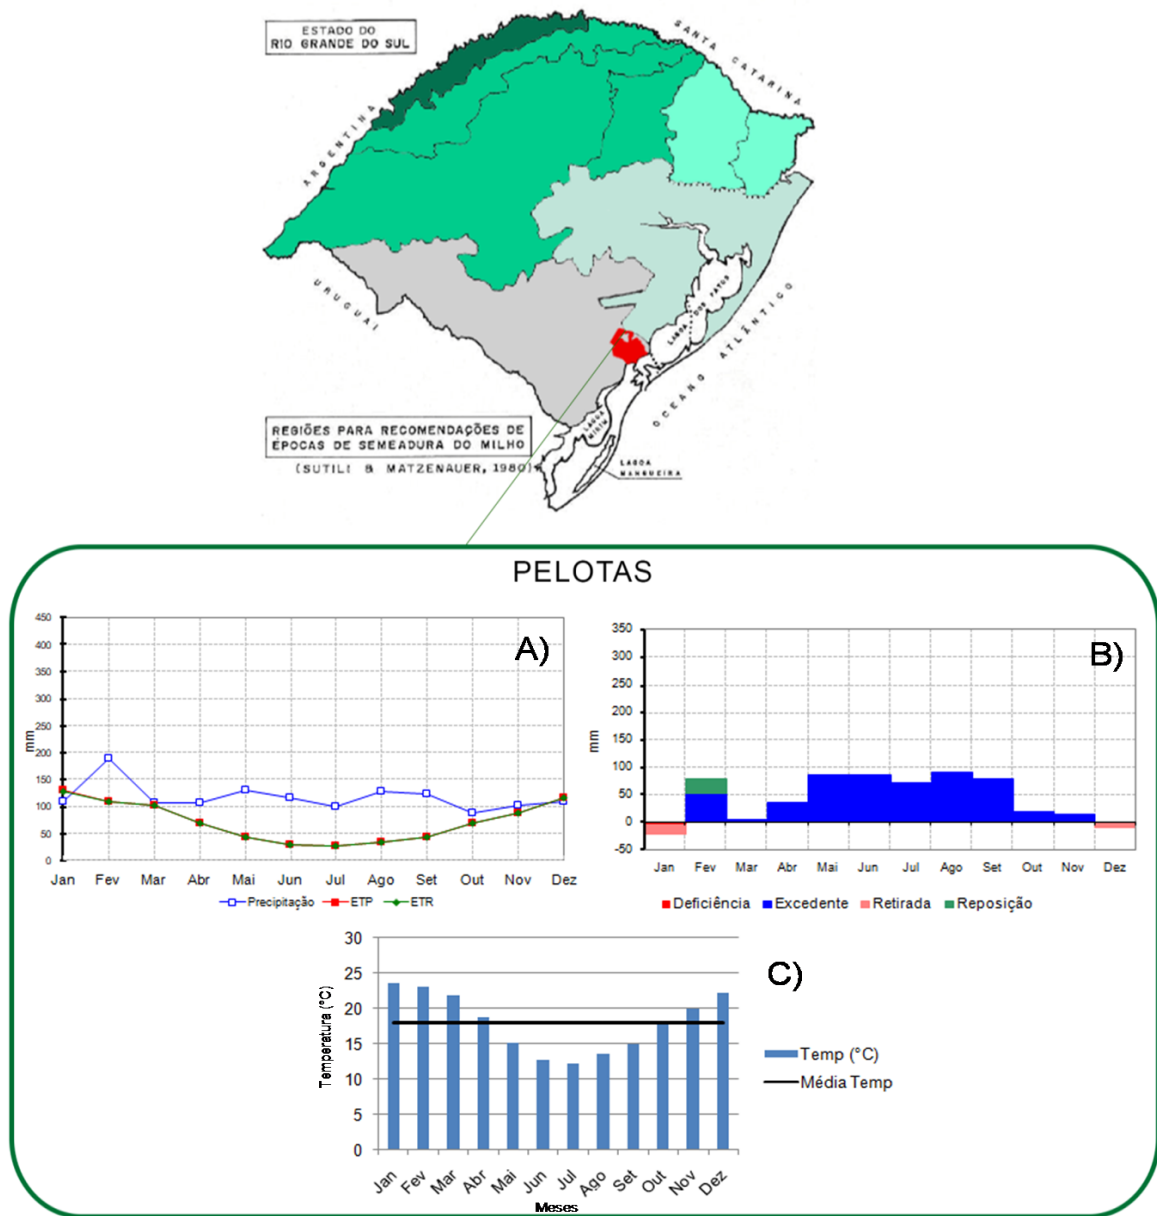 ESTADO DO
RIO GRANDE DO SUL
SANTA CATARINA
ARGENTINA
URUGUAI
LAGOA DOS PATOS
OCEANO ATLÂNTICO
REGIÕES PARA RECOMENDAÇÕES DE
ÉPOCAS DE SEMEADURA DO MILHO
(SUTILI & MATZENAUER, 1980)
LAGOA
MIRIM
LAGOA
MANGUEIRA
PELOTAS
A)
450
400
350
300
250
200
150
100
50
0
mm
Jan Fev Mar Abr Mai Jun Jul Ago Set Out Nov Dez
Precipitação ETP ETR
B)
350
300
250
200
150
100
50
0
-50
mm
Jan Fev Mar Abr Mai Jun Jul Ago Set Out Nov Dez
Deficiência Excedente Retirada Reposição
C)
30
25
20
15
10
5
0
Temperatura (°C)
Jan Fev Mar Abr Mai Jun Jul Ago Set Out Nov Dez
Meses
Temp (°C)
Média Temp